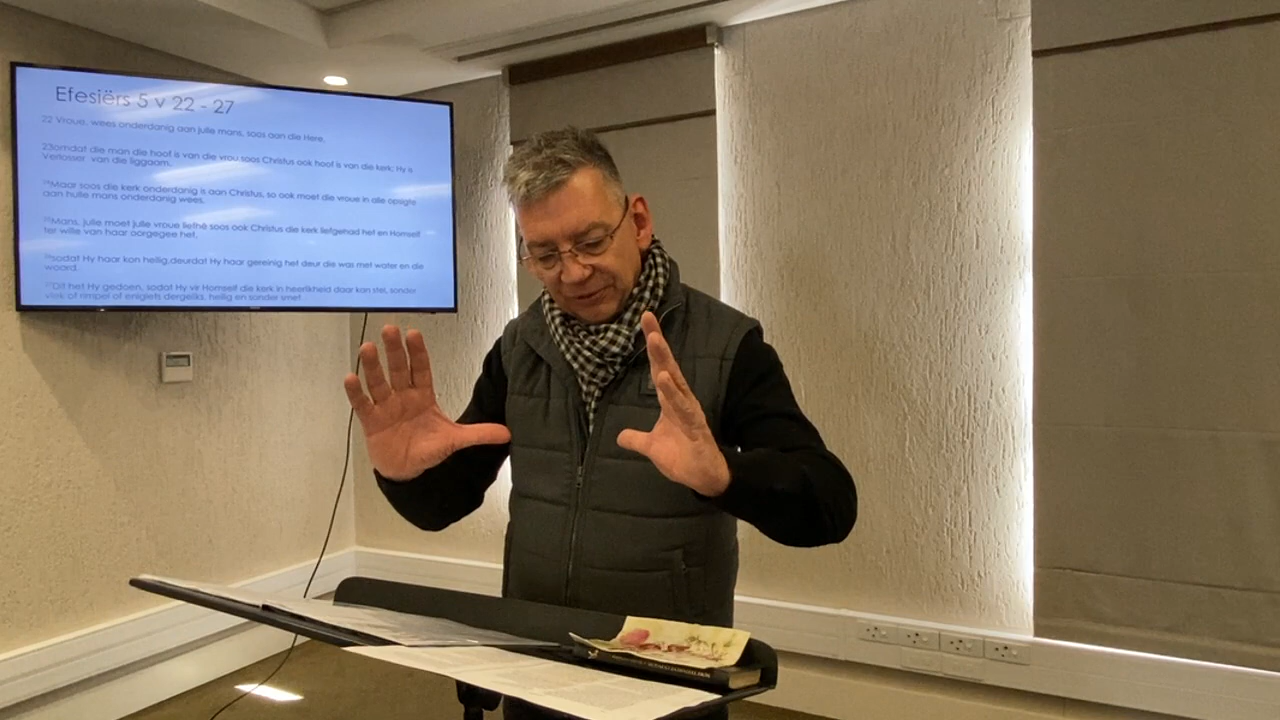 Efesiërs 5 v 22 - 27
22 Vroue, wees onderdanig aan julle mans, soos aan die Here,
23omdat die man die hoof is van die vrou,soos Christus ook hoof is van die kerk; Hy is
Verlosser van die liggaam.
24Maar soos die kerk onderdanig is aan Christus, so ook moet die vroue in alle opsigte
aan hulle mans onderdanig wees.
25Mans, julle moet julle vroue liefhê soos ook Christus die kerk liefgehad het en Homself
ter wille van haar oorgegee het,
26sodat Hy haar kon heilig,deurdat Hy haar gereinig het deur die was met water en die
woord.
27Dit het Hy gedoen, sodat Hy vir Homself die kerk in heerlikheid daar kan stel, sonder
vlek of rimpel of enigiets dergeliks, heilig en sonder smet